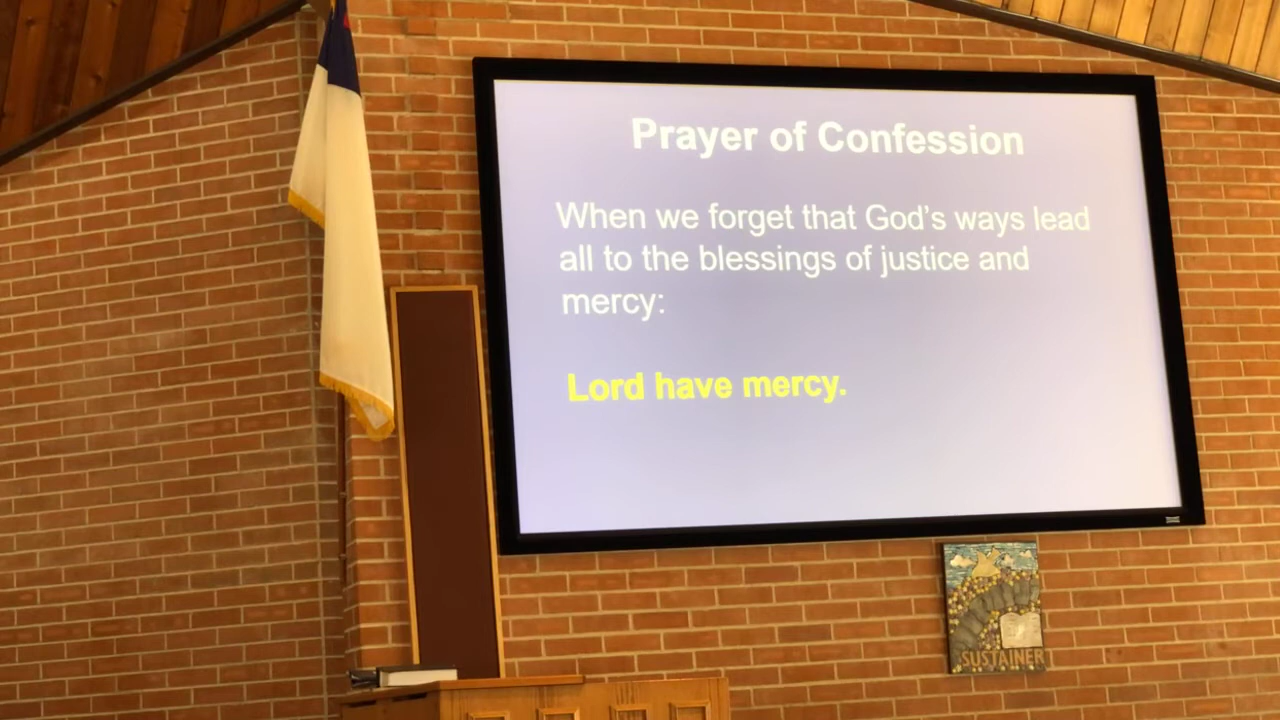 Prayer of Confession
When we forget that God's ways lead
all to the blessings of justice and
mercy:
Lord have mercy.
SUSTAINER